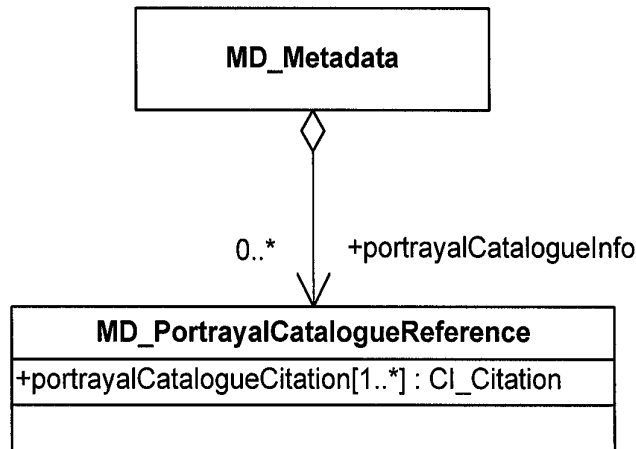 MD_Metadata
0..* +portrayalCatalogueInfo
MD_PortrayalCatalogueReference
+portrayalCatalogueCitation[1..*] : CI_Citation